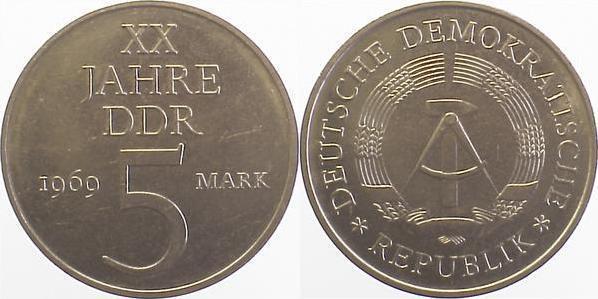 XX
JAHRE
DDR
1969 5 MARK
DEUTSCHE DEMOKRATISCHE
* REPUBLIK *